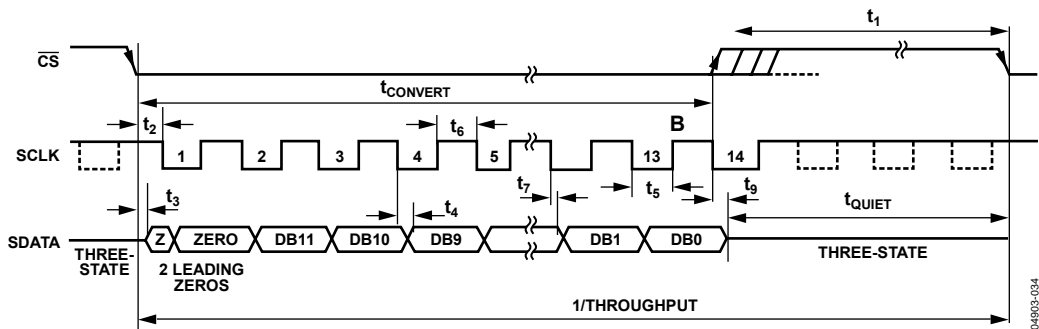 t1
CS
tCONVERT
t2
t6
B
SCLK
1
2
3
4
5
13
14
t3
t4
t7
t5
t9
tQUIET
SDATA
Z
ZERO
DB11
DB10
DB9
DB1
DB0
THREE-
STATE
2 LEADING
ZEROS
THREE-STATE
1/THROUGHPUT
04903-034